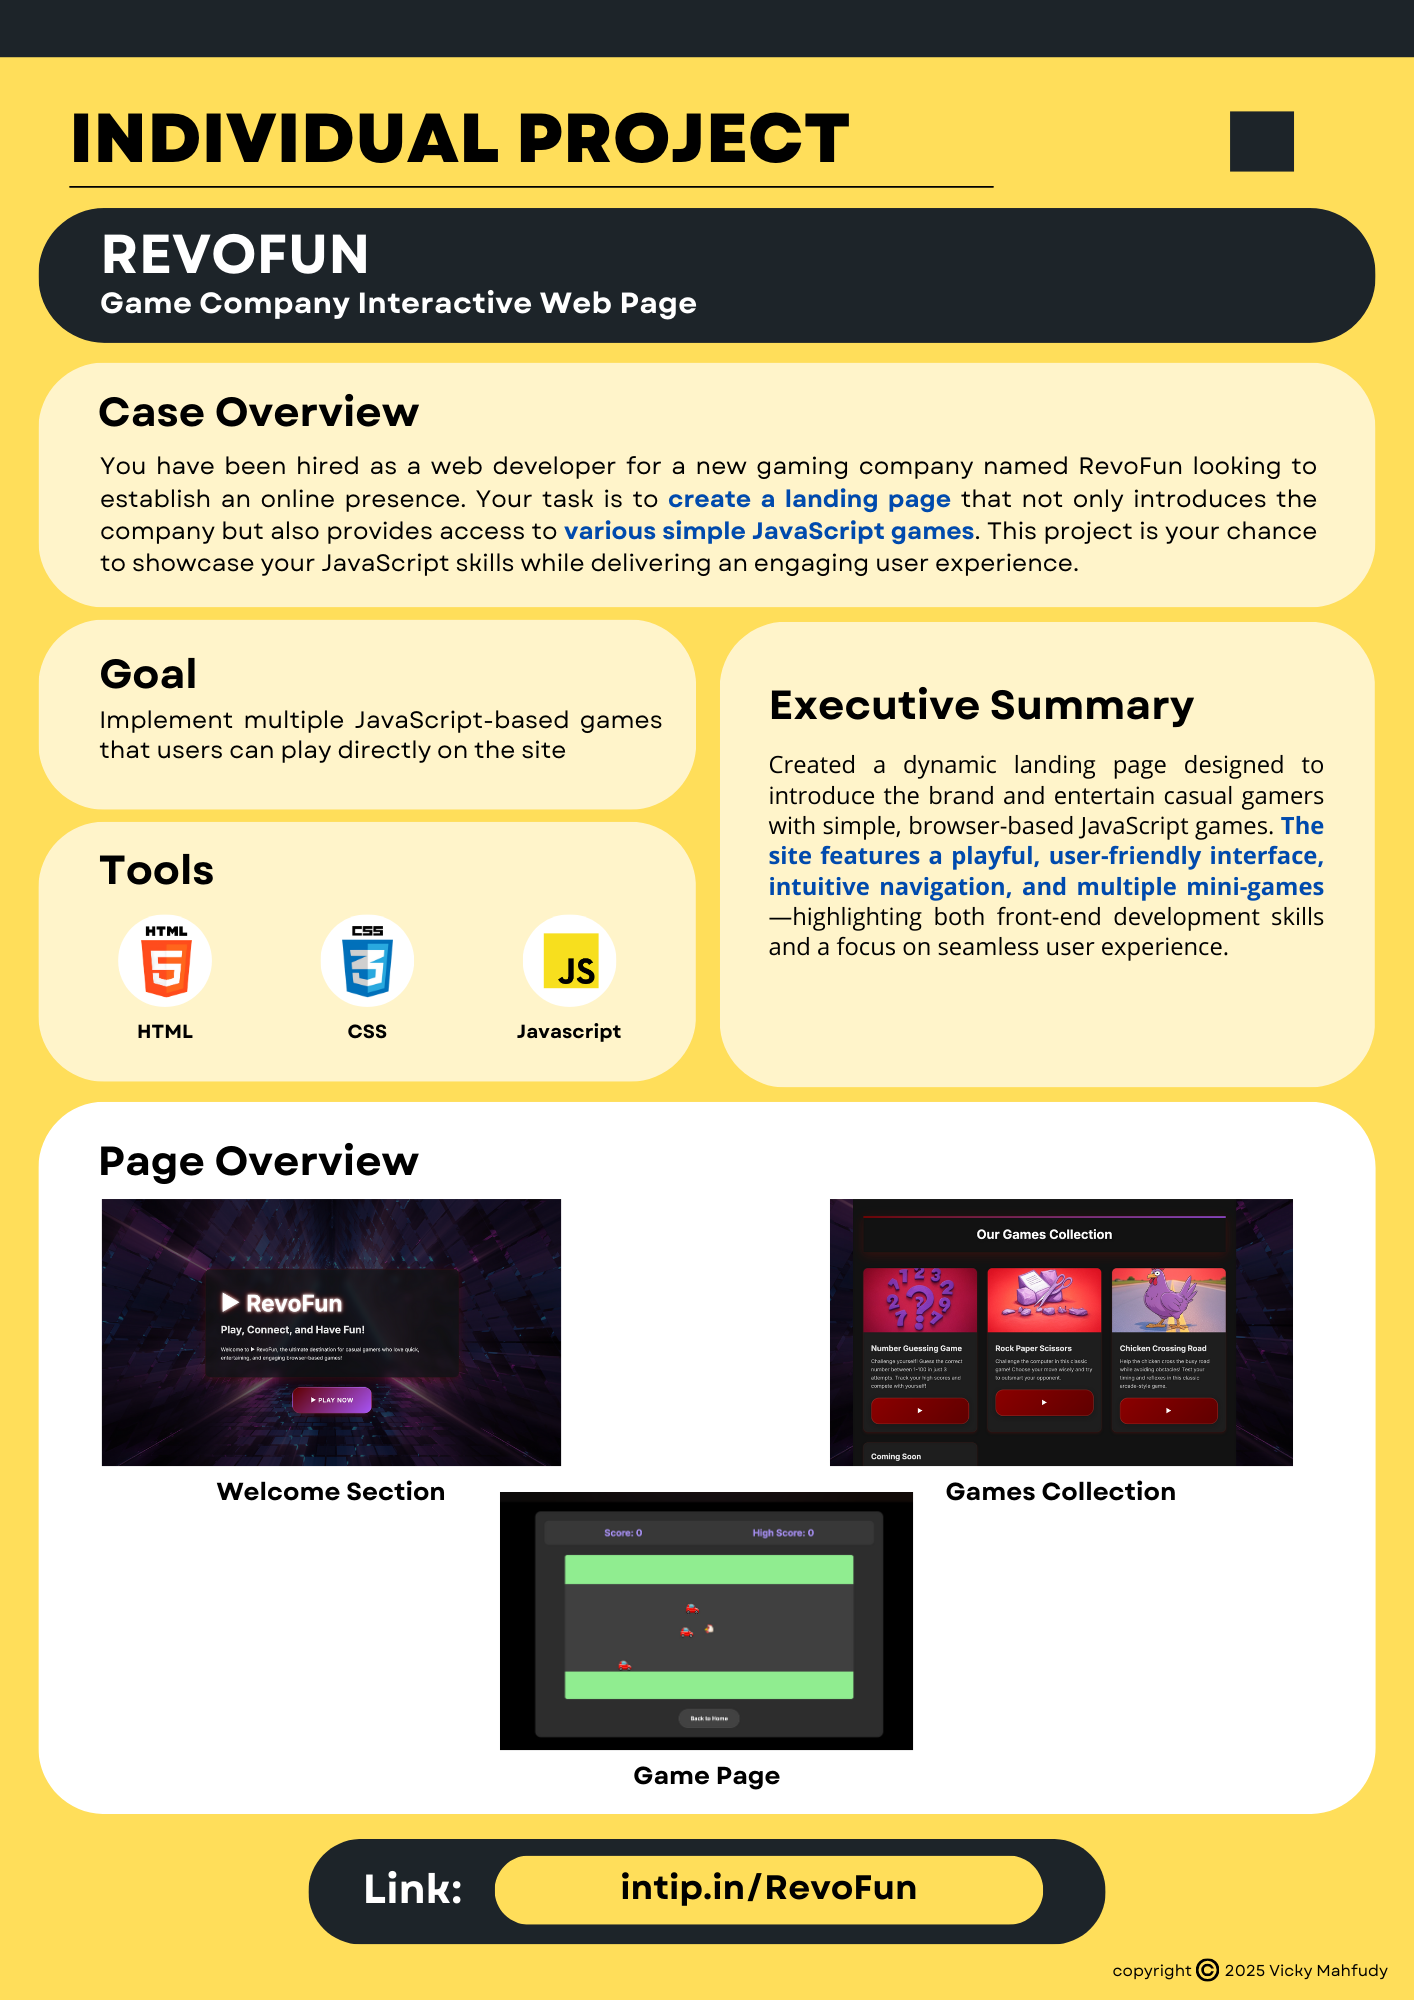 INDIVIDUAL PROJECT
REVOFUN
Game Company Interactive Web Page
Case Overview
You have been hired as a web developer for a new gaming company named RevoFun looking to
establish an online presence. Your task is to create a landing page that not only introduces the
company but also provides access to various simple JavaScript games. This project is your chance
to showcase your JavaScript skills while delivering an engaging user experience.
Goal
Implement multiple JavaScript-based games
that users can play directly on the site
Tools
HTML
CSS
JS
HTML
CSS
Javascript
Executive Summary
Created a dynamic landing page designed to
introduce the brand and entertain casual gamers
with simple, browser-based JavaScript games. The
site features a playful, user-friendly interface,
intuitive navigation, and multiple mini-games
—highlighting both front-end development skills
and a focus on seamless user experience.
Page Overview
RevoFun
Play, Connect, and Have Fun!
Welcome to RevoFun, the ultimate destination for casual gamers who love quick,
entertaining, and engaging browser-based games!
PLAY NOW
Welcome Section
Our Games Collection
Number Guessing Game
Challenge yourself! Guess the correct
number between 1-100 in just 3
attempts. Track your high scores and
compete with yourself!
Rock Paper Scissors
Challenge the computer in this classic
game! Choose your move wisely and try
to outsmart your opponent.
Chicken Crossing Road
Help the chicken cross the busy road
while avoiding obstacles! Test your
timing and reflexes in this classic
arcade-style game.
Coming Soon
Games Collection
Score: 0
High Score: 0
Back to Home
Game Page
Link:
intip.in/RevoFun
copyright © 2025 Vicky Mahfudy